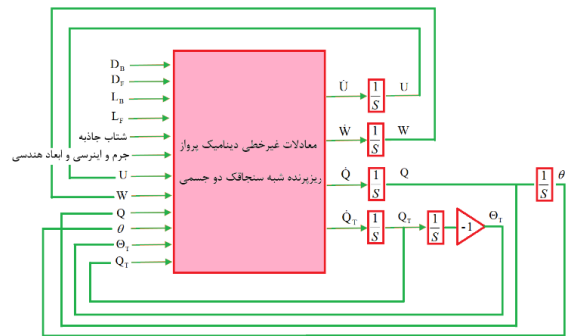 D_B
D_F
L_B
L_F
شتاب جاذبه
جرم و اینرسی و ابعاد هندسی
U
W
Q
θ
Θ_T
Q_T
معادلات غیرخطی دینامیک پرواز
ریزپرنده شبه سنجاقک دو جسمی
U̇ 1/S U
Ẇ 1/S W
Q̇ 1/S Q 1/S θ
Q̇_T 1/S Q_T 1/S -1 Θ_T